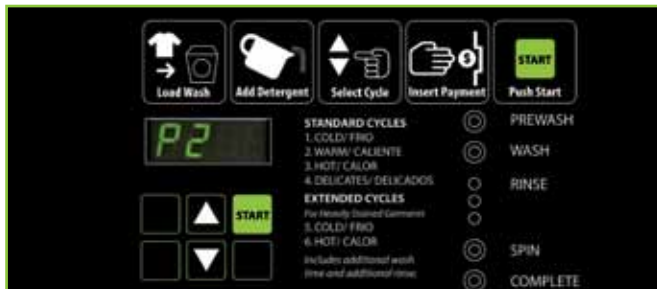 Load Wash
Add Detergent
Select Cycle
$
Insert Payment
START
Push Start
P2
STANDARD CYCLES
1. COLD/ FRIO
2. WARM/ CALIENTE
3. HOT/ CALOR
4. DELICATES/ DELICADOS
EXTENDED CYCLES
For Heavily Stained Garments
5. COLD/ FRIO
6. HOT/ CALOR
Includes additional wash
time and additional rinse.
START
PREWASH
WASH
RINSE
SPIN
COMPLETE